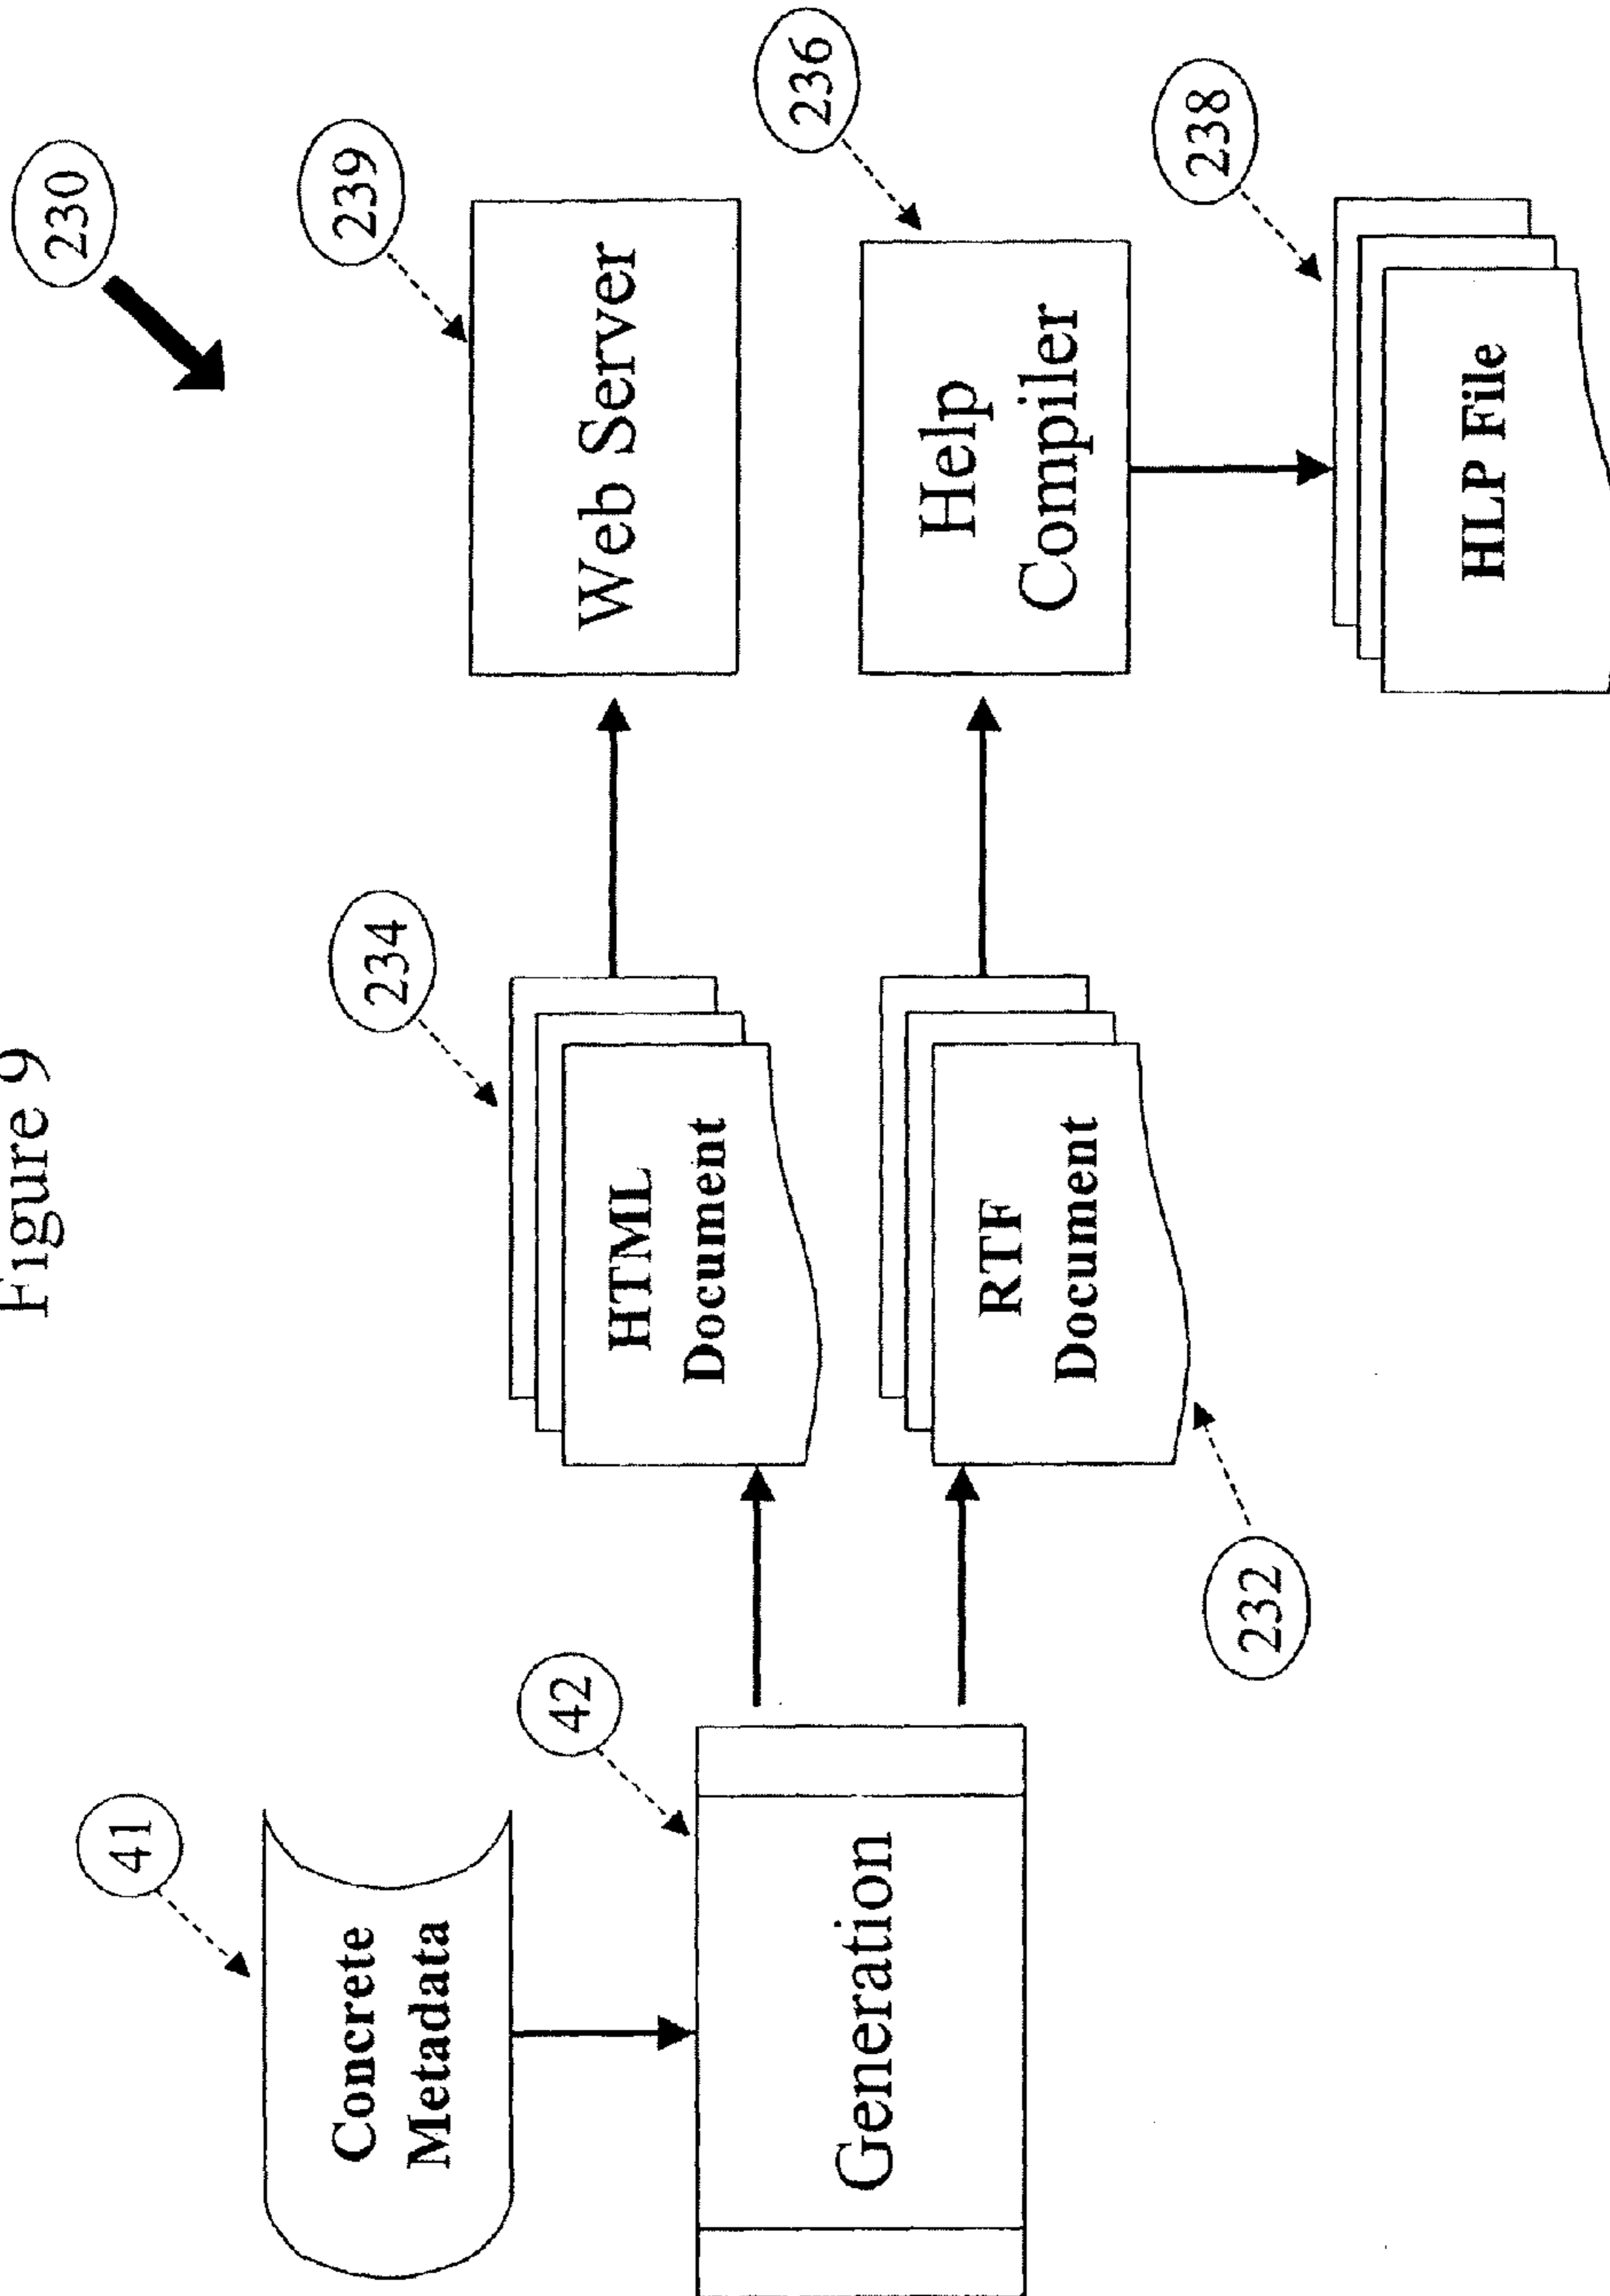 Figure 9
230
41
Concrete
Metadata
42
Generation
234
HTML
Document
239
Web Server
232
RTF
Document
236
Help
Compiler
238
HLP File